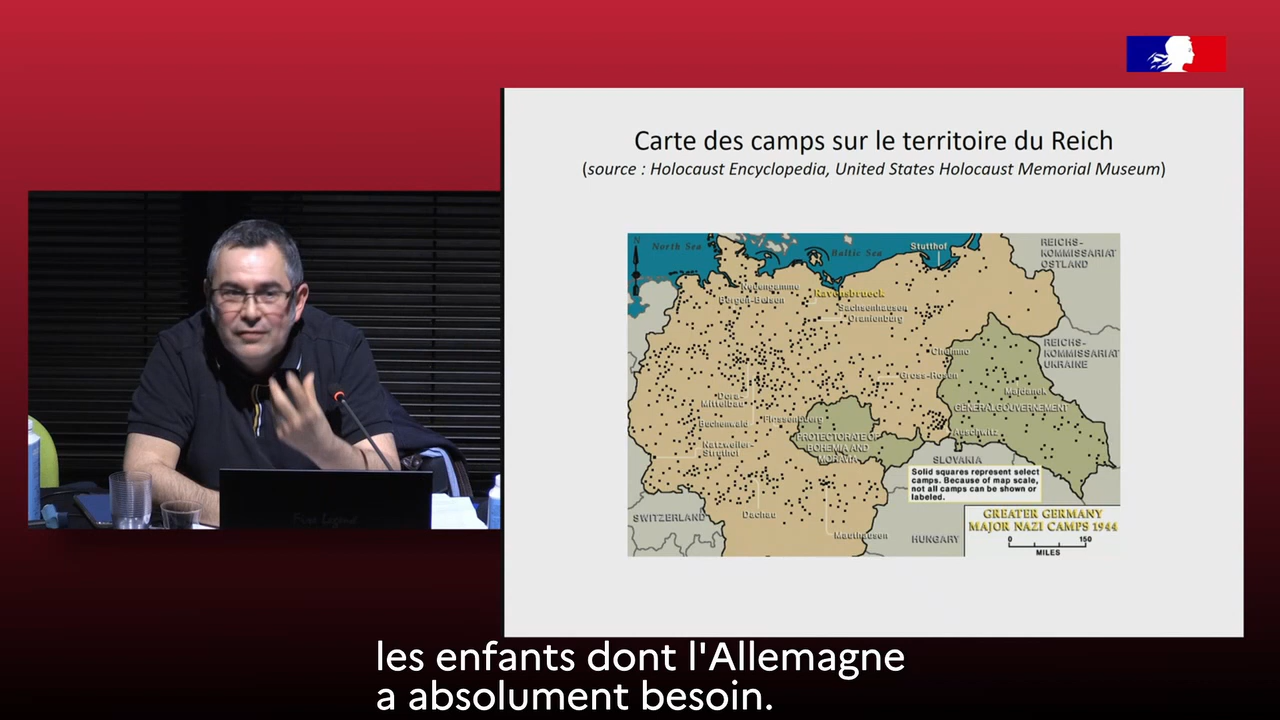 Carte des camps sur le territoire du Reich
(source : Holocaust Encyclopedia, United States Holocaust Memorial Museum)
N
North Sea
Baltic Sea
Stutthof
REICHS-
KOMMISSARIAT
OSTLAND
Neuengamme
Bergen-Belsen
Ravensbrueck
Sachsenhausen
Oranienburg
Chelmno
REICHS-
KOMMISSARIAT
UKRAINE
Gross-Rosen
Majdanek
Dora-
Mittelbau
GENERALGOUVERNEMENT
Buchenwald
Flossenbürg
Auschwitz
PROTECTORATE OF
BOHEMIA AND
MORAVIA
Natzweiler-
Struthof
SLOVAKIA
Solid squares represent select
camps. Because of map scale,
not all camps can be shown or
labeled.
SWITZERLAND
Dachau
Mauthausen
HUNGARY
GREATER GERMANY
MAJOR NAZI CAMPS 1944
0 150
MILES
les enfants dont l'Allemagne
a absolument besoin.